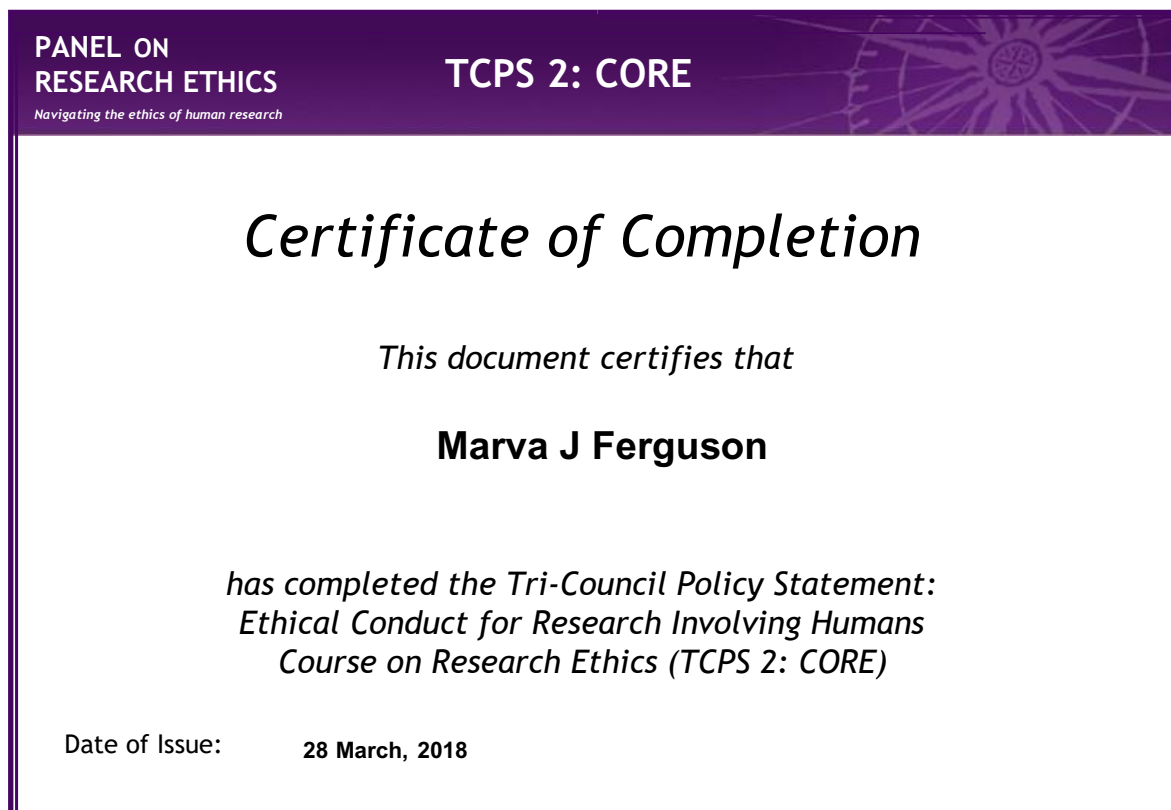 PANEL ON
RESEARCH ETHICS
Navigating the ethics of human research
TCPS 2: CORE
Certificate of Completion
This document certifies that
Marva J Ferguson
has completed the Tri-Council Policy Statement:
Ethical Conduct for Research Involving Humans
Course on Research Ethics (TCPS 2: CORE)
Date of Issue: 28 March, 2018